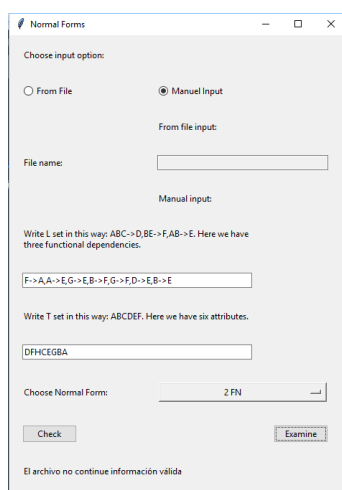 Normal Forms
Choose input option:
From File
Manuel Input
From file input:
File name:
Manual input:
Write L set in this way: ABC->D,BE->F,AB->E. Here we have
three functional dependencies.
F->A,A->E,G->E,B->F,G->F,D->E,B->E
Write T set in this way: ABCDEF. Here we have six attributes.
DFHCEGBA
Choose Normal Form:
2 FN
Check
Examine
El archivo no continue información válida